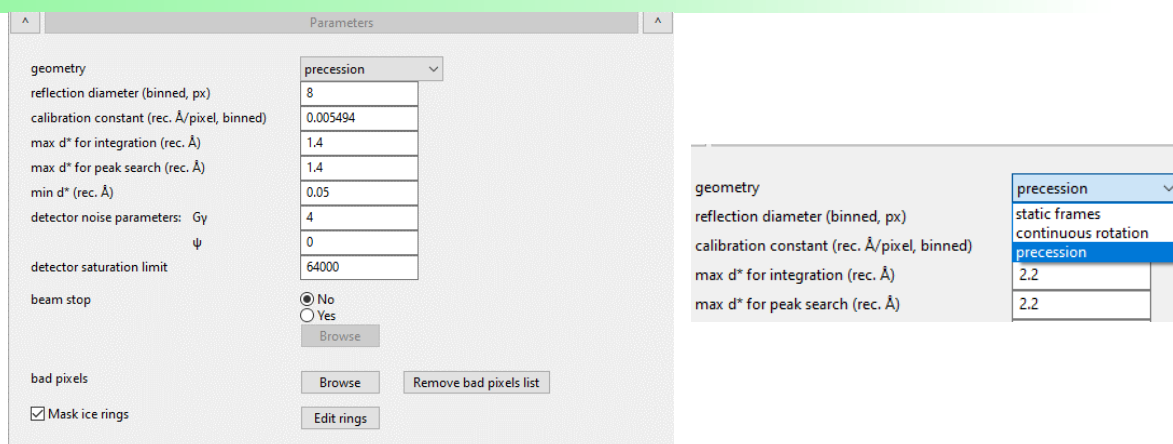 ^ Parameters ^
geometry precession
reflection diameter (binned, px) 8
calibration constant (rec. Å/pixel, binned) 0.005494
max d* for integration (rec. Å) 1.4
max d* for peak search (rec. Å) 1.4
min d* (rec. Å) 0.05
detector noise parameters: Gγ 4
ψ 0
detector saturation limit 64000
beam stop No
Yes
Browse
bad pixels Browse Remove bad pixels list
Mask ice rings Edit rings
geometry precession
reflection diameter (binned, px) static frames
calibration constant (rec. Å/pixel, binned) continuous rotation
precession
max d* for integration (rec. Å) 2.2
max d* for peak search (rec. Å) 2.2